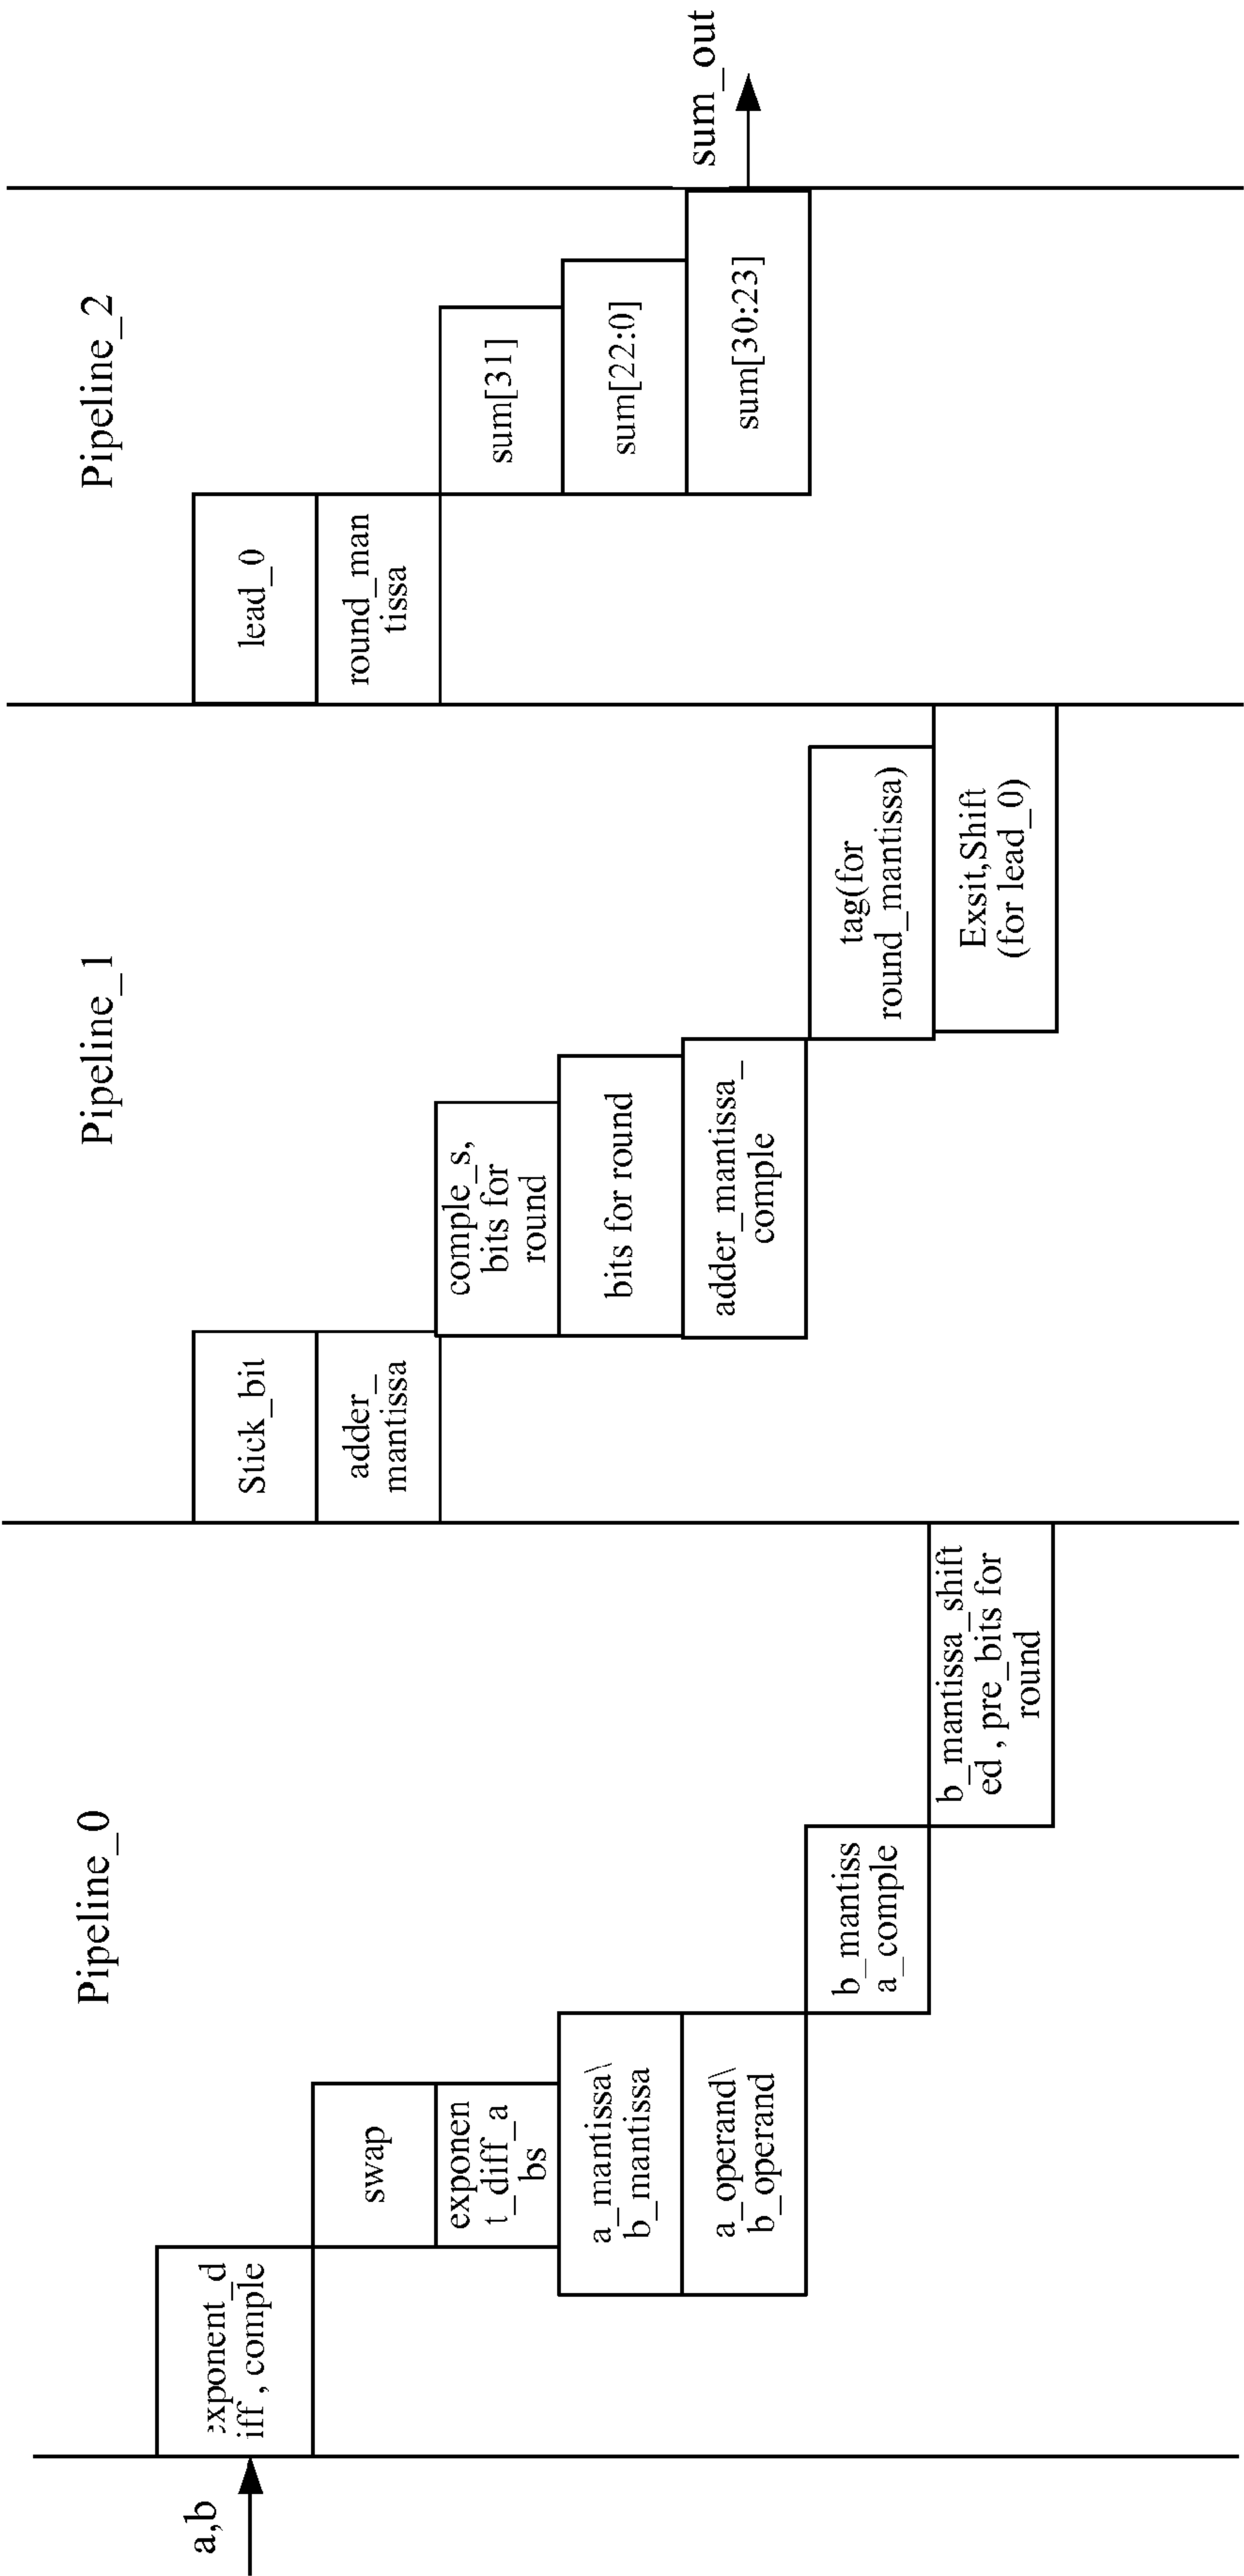 a,b
Pipeline_0
exponent_d
iff , comple
swap
exponen
t_diff_a
bs
a_mantissa\
b_mantissa
a_operand\
b_operand
b_mantiss
a_comple
b_mantissa_shift
ed , pre_bits for
round
Pipeline_1
Stick_bit
adder_
mantissa
comple_s,
bits for
round
bits for round
adder_mantissa_
comple
tag(for
round_mantissa)
Exsit,Shift
(for lead_0)
Pipeline_2
lead_0
round_man
tissa
sum[31]
sum[22:0]
sum[30:23]
sum_out